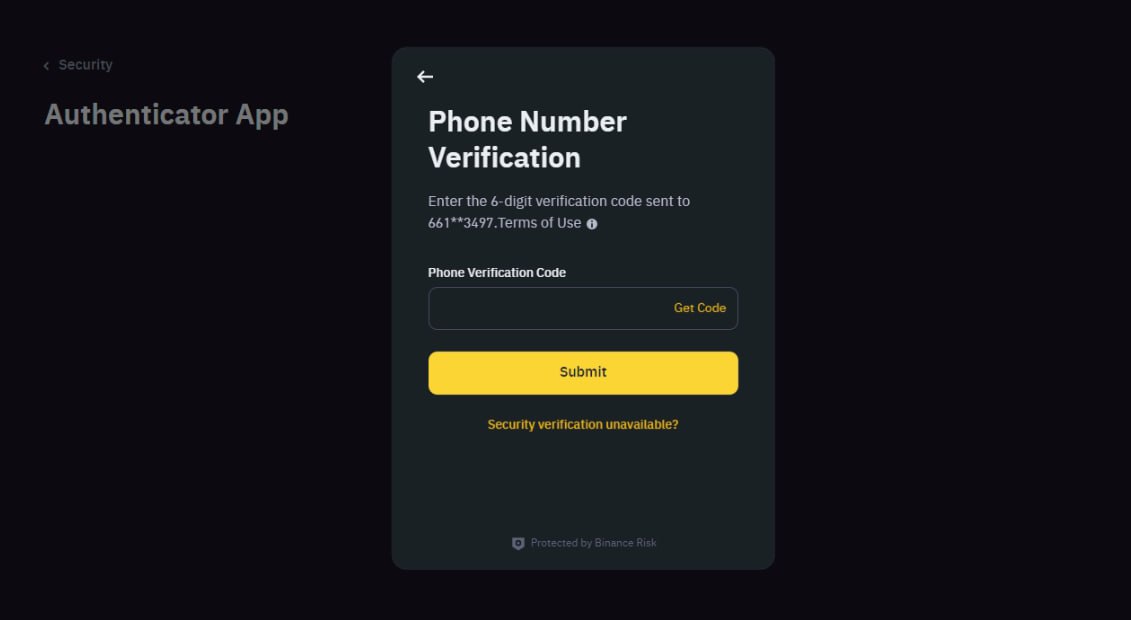 Security
Authenticator App
Phone Number
Verification
Enter the 6-digit verification code sent to
661**3497.Terms of Use
Phone Verification Code
Get Code
Submit
Security verification unavailable?
Protected by Binance Risk